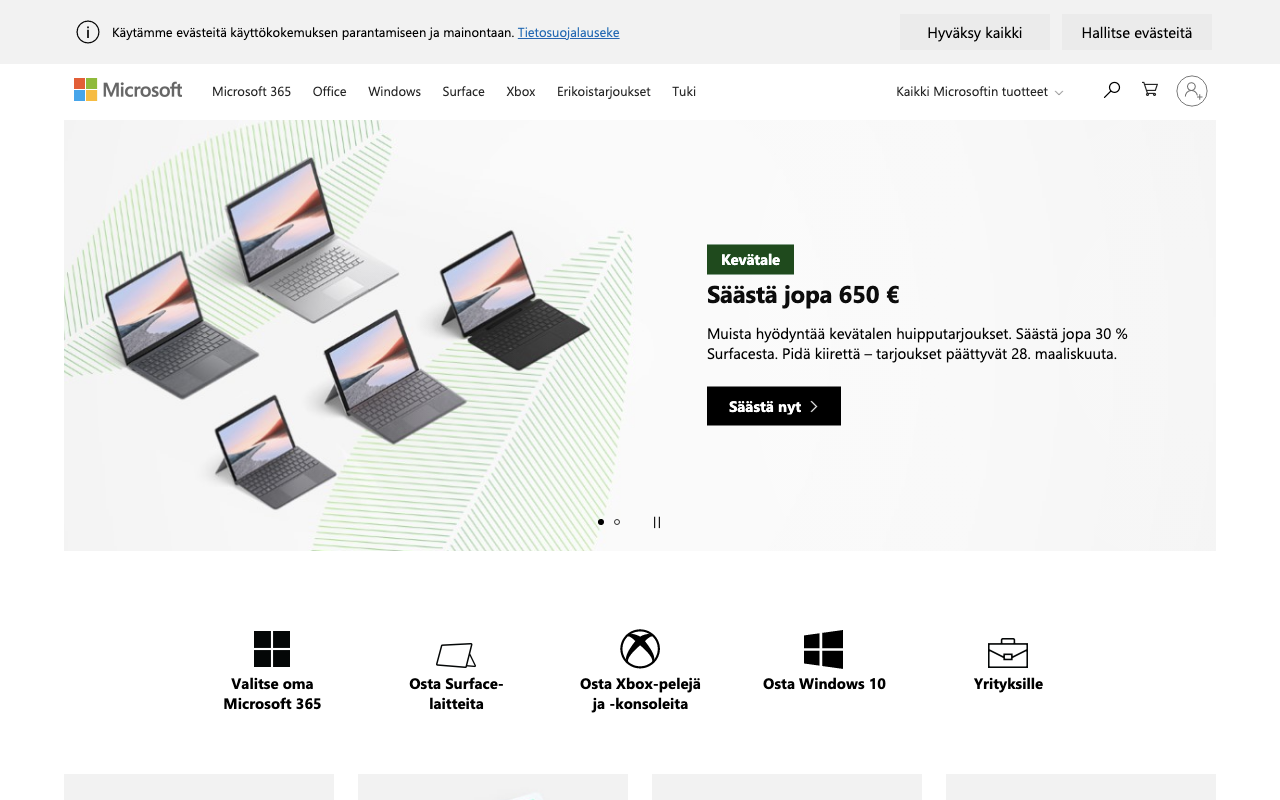 Käytämme evästeitä käyttökokemuksen parantamiseen ja mainontaan. Tietosuojalauseke
Hyväksy kaikki
Hallitse evästeitä
Microsoft
Microsoft 365
Office
Windows
Surface
Xbox
Erikoistarjoukset
Tuki
Kaikki Microsoftin tuotteet
Kevätale
Säästä jopa 650 €
Muista hyödyntää kevätalen huipputarjoukset. Säästä jopa 30 %
Surfacesta. Pidä kiirettä – tarjoukset päättyvät 28. maaliskuuta.
Säästä nyt
Valitse oma
Microsoft 365
Osta Surface-
laitteita
Osta Xbox-pelejä
ja -konsoleita
Osta Windows 10
Yrityksille